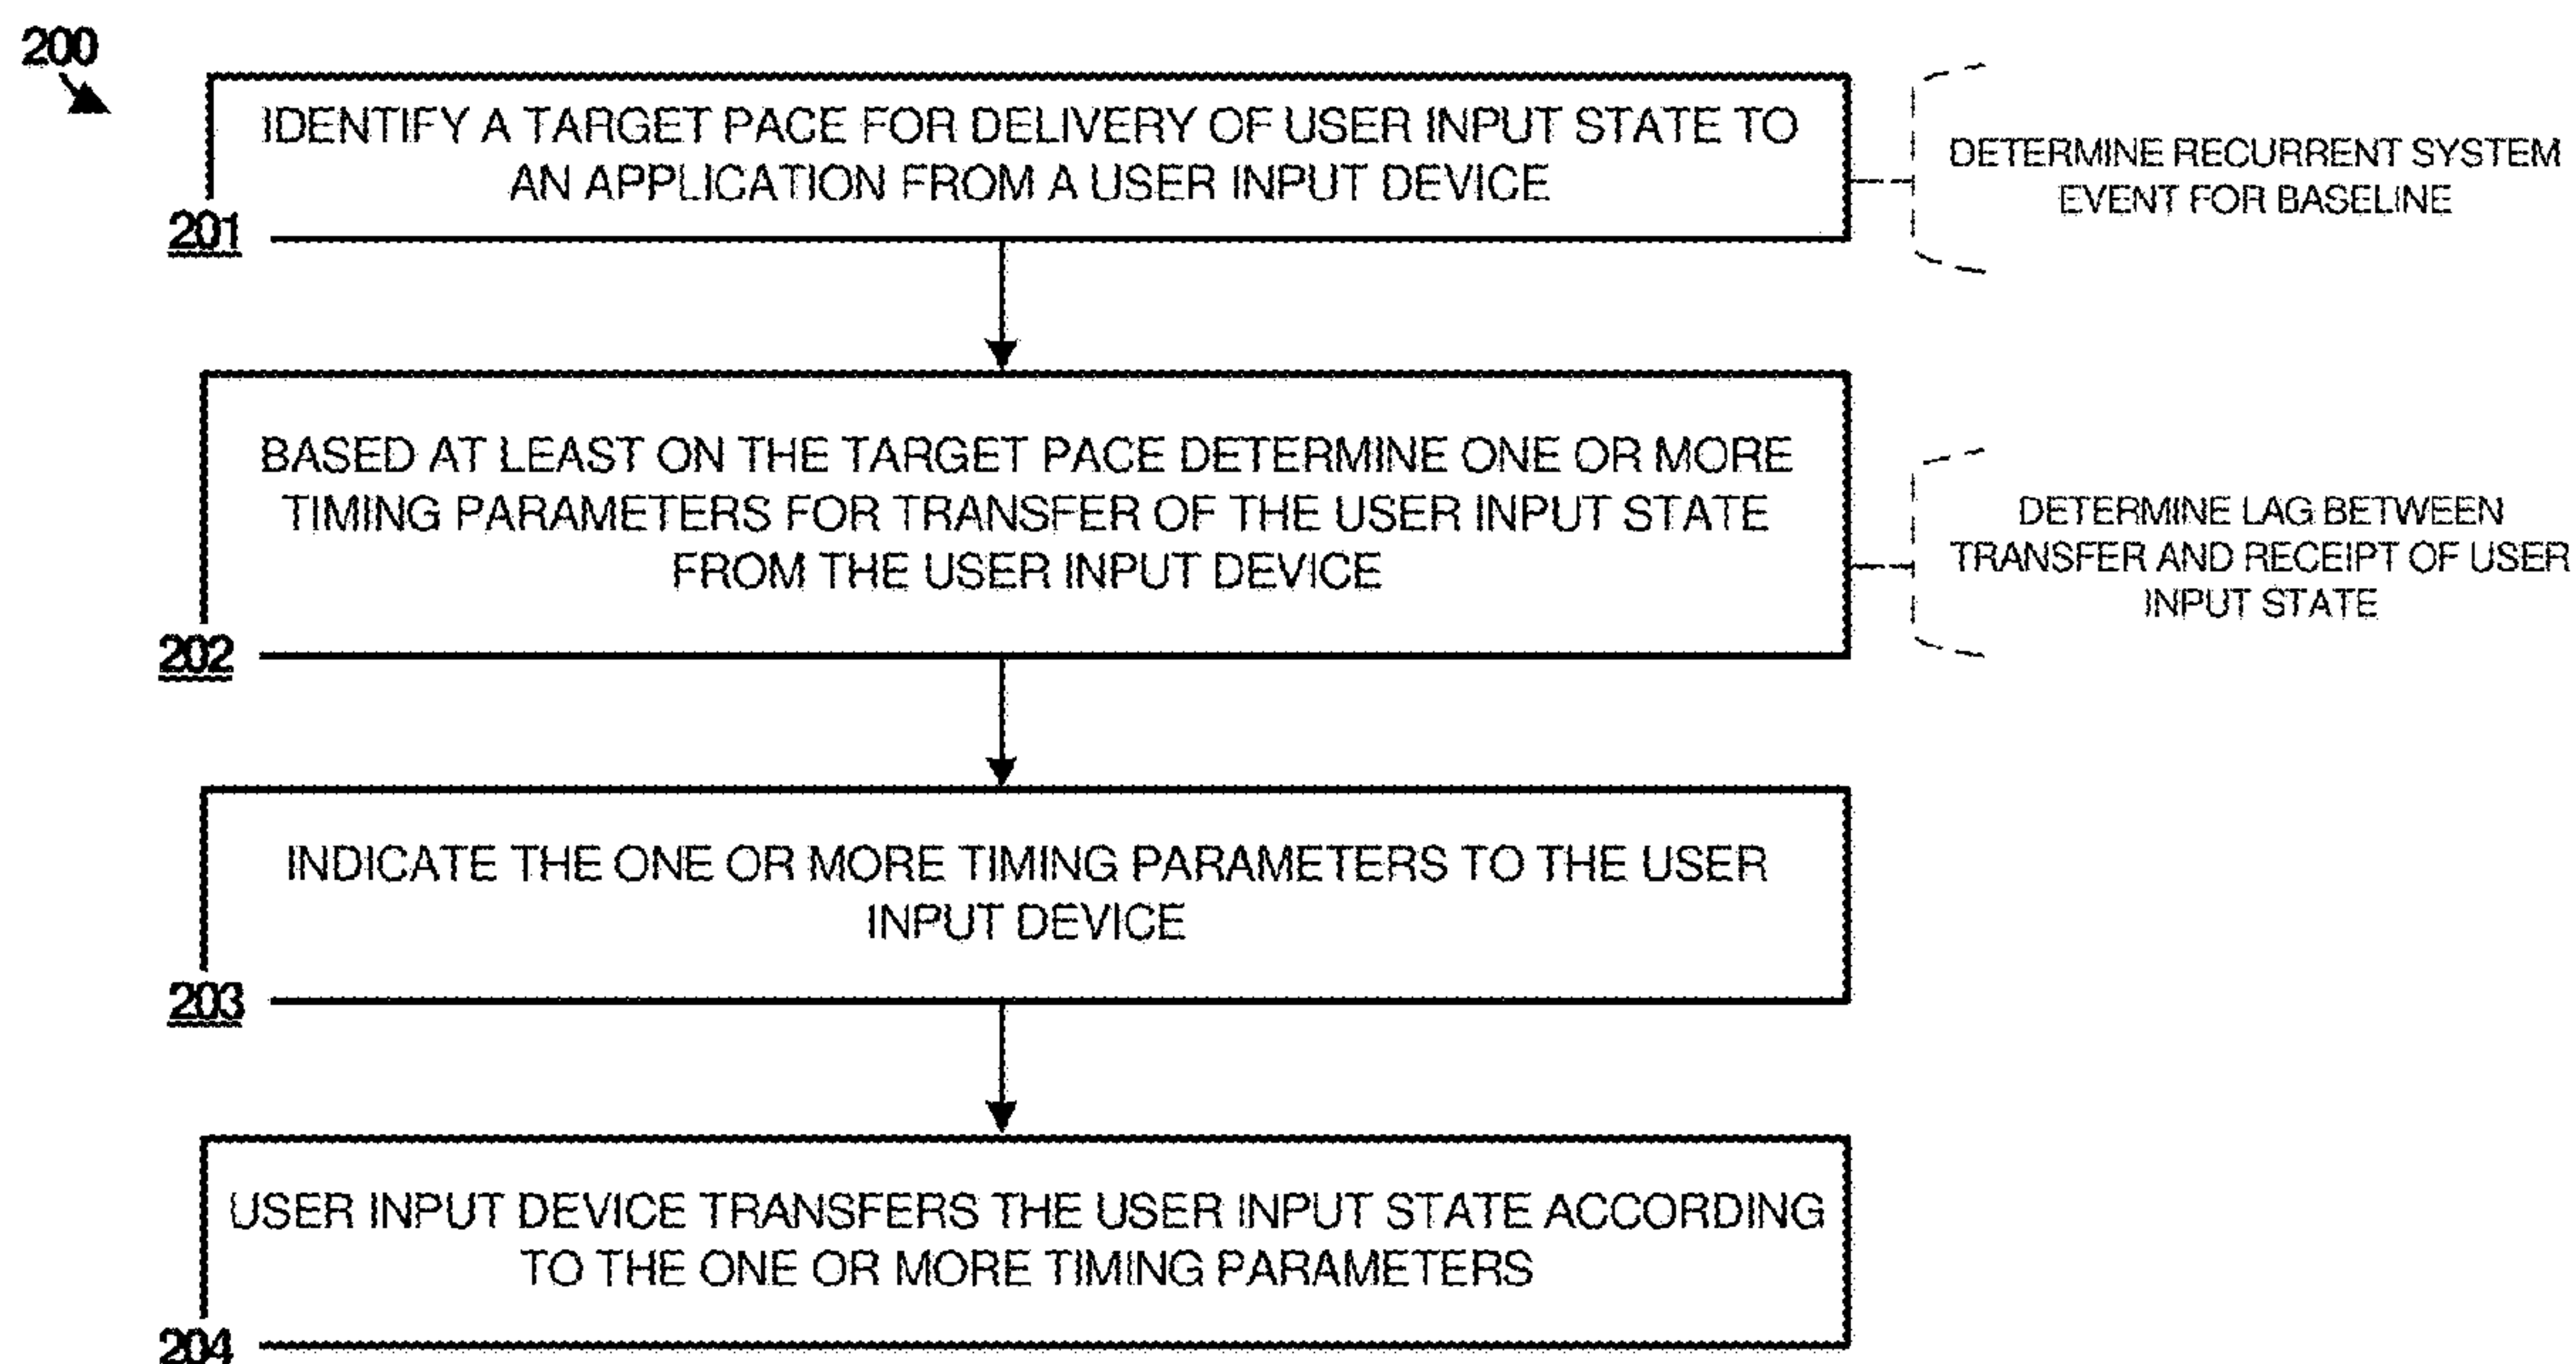 200
IDENTIFY A TARGET PACE FOR DELIVERY OF USER INPUT STATE TO
AN APPLICATION FROM A USER INPUT DEVICE
201
DETERMINE RECURRENT SYSTEM
EVENT FOR BASELINE
BASED AT LEAST ON THE TARGET PACE DETERMINE ONE OR MORE
TIMING PARAMETERS FOR TRANSFER OF THE USER INPUT STATE
FROM THE USER INPUT DEVICE
202
DETERMINE LAG BETWEEN
TRANSFER AND RECEIPT OF USER
INPUT STATE
INDICATE THE ONE OR MORE TIMING PARAMETERS TO THE USER
INPUT DEVICE
203
USER INPUT DEVICE TRANSFERS THE USER INPUT STATE ACCORDING
TO THE ONE OR MORE TIMING PARAMETERS
204